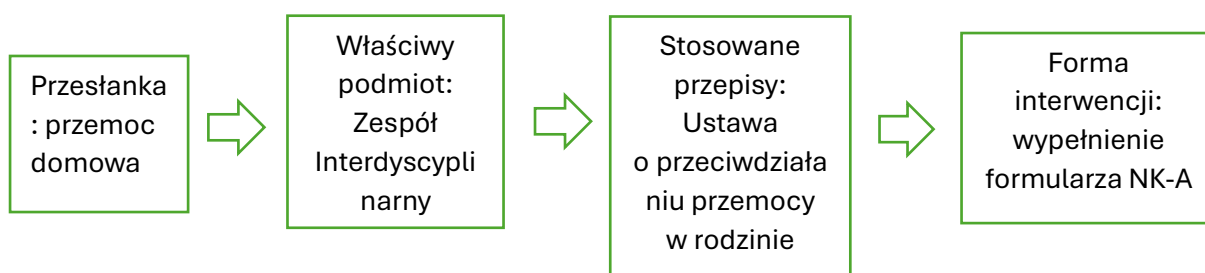 Przesłanka
: przemoc
domowa
Właściwy
podmiot:
Zespół
Interdyscypli
narny
Stosowane
przepisy:
Ustawa
o przeciwdziała
niu przemocy
w rodzinie
Forma
interwencji:
wypełnienie
formularza NK-A